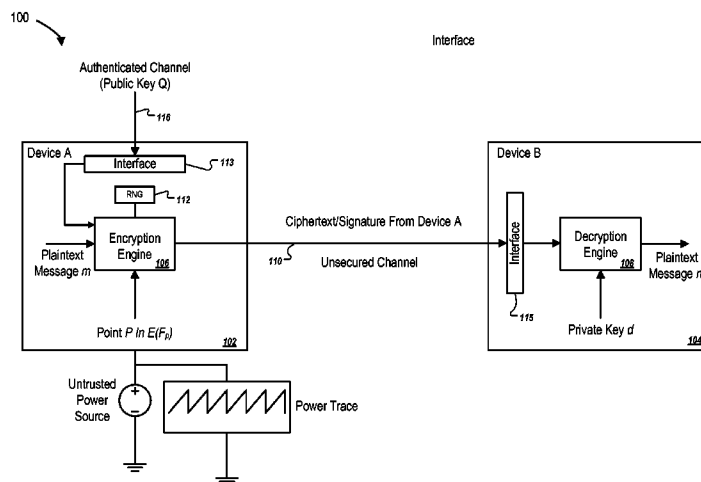 100
Interface
Authenticated Channel
(Public Key Q)
116
Device A
Interface
113
RNG
112
Encryption
Engine
106
Plaintext
Message m
Point P In E(Fp)
102
Ciphertext/Signature From Device A
110
Unsecured Channel
Device B
Interface
115
Decryption
Engine
108
Plaintext
Message m
Private Key d
104
Untrusted
Power
Source
Power Trace